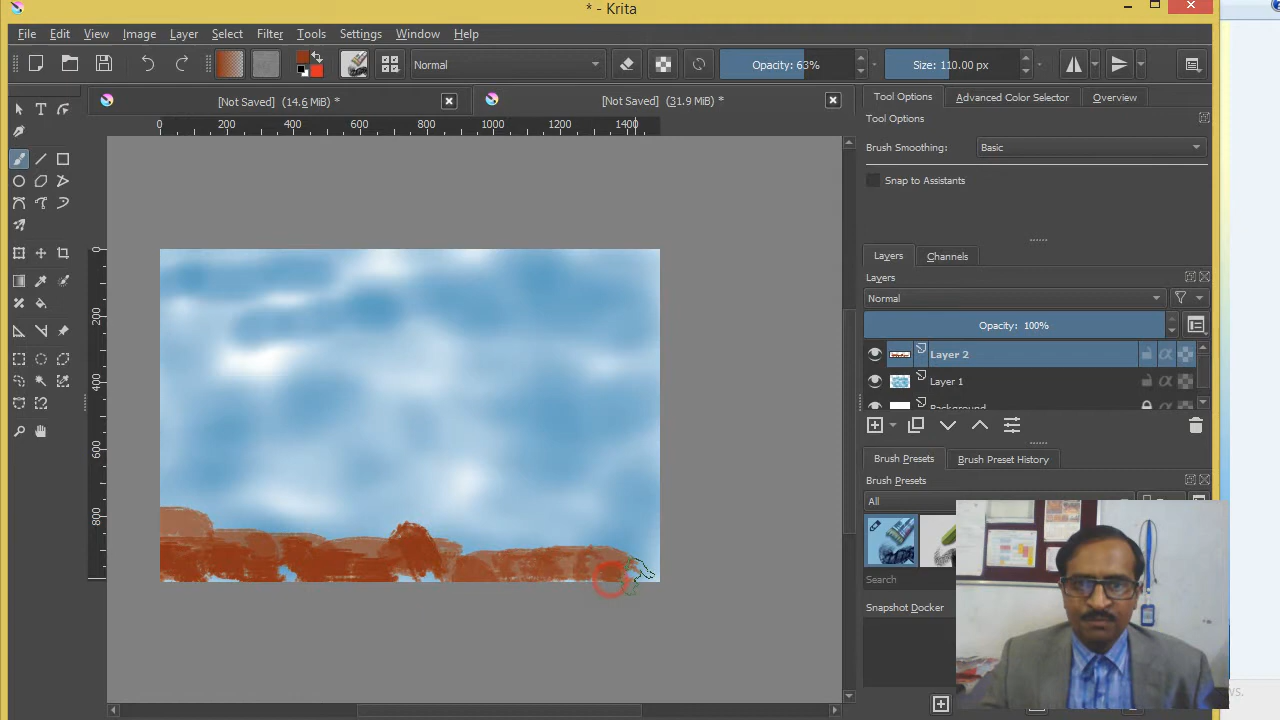 * - Krita
File Edit View Image Layer Select Filter Tools Settings Window Help
Normal Opacity: 63% Size: 110.00 px
[Not Saved] (14.6 MiB) * [Not Saved] (31.9 MiB) *
0 200 400 600 800 1000 1200 1400
0
200
400
600
800
Tool Options Advanced Color Selector Overview
Tool Options
Brush Smoothing: Basic
Snap to Assistants
Layers Channels
Layers
Normal
Opacity: 100%
Layer 2
Layer 1
Background
Brush Presets Brush Preset History
Brush Presets
All
Search
Snapshot Docker
ws.